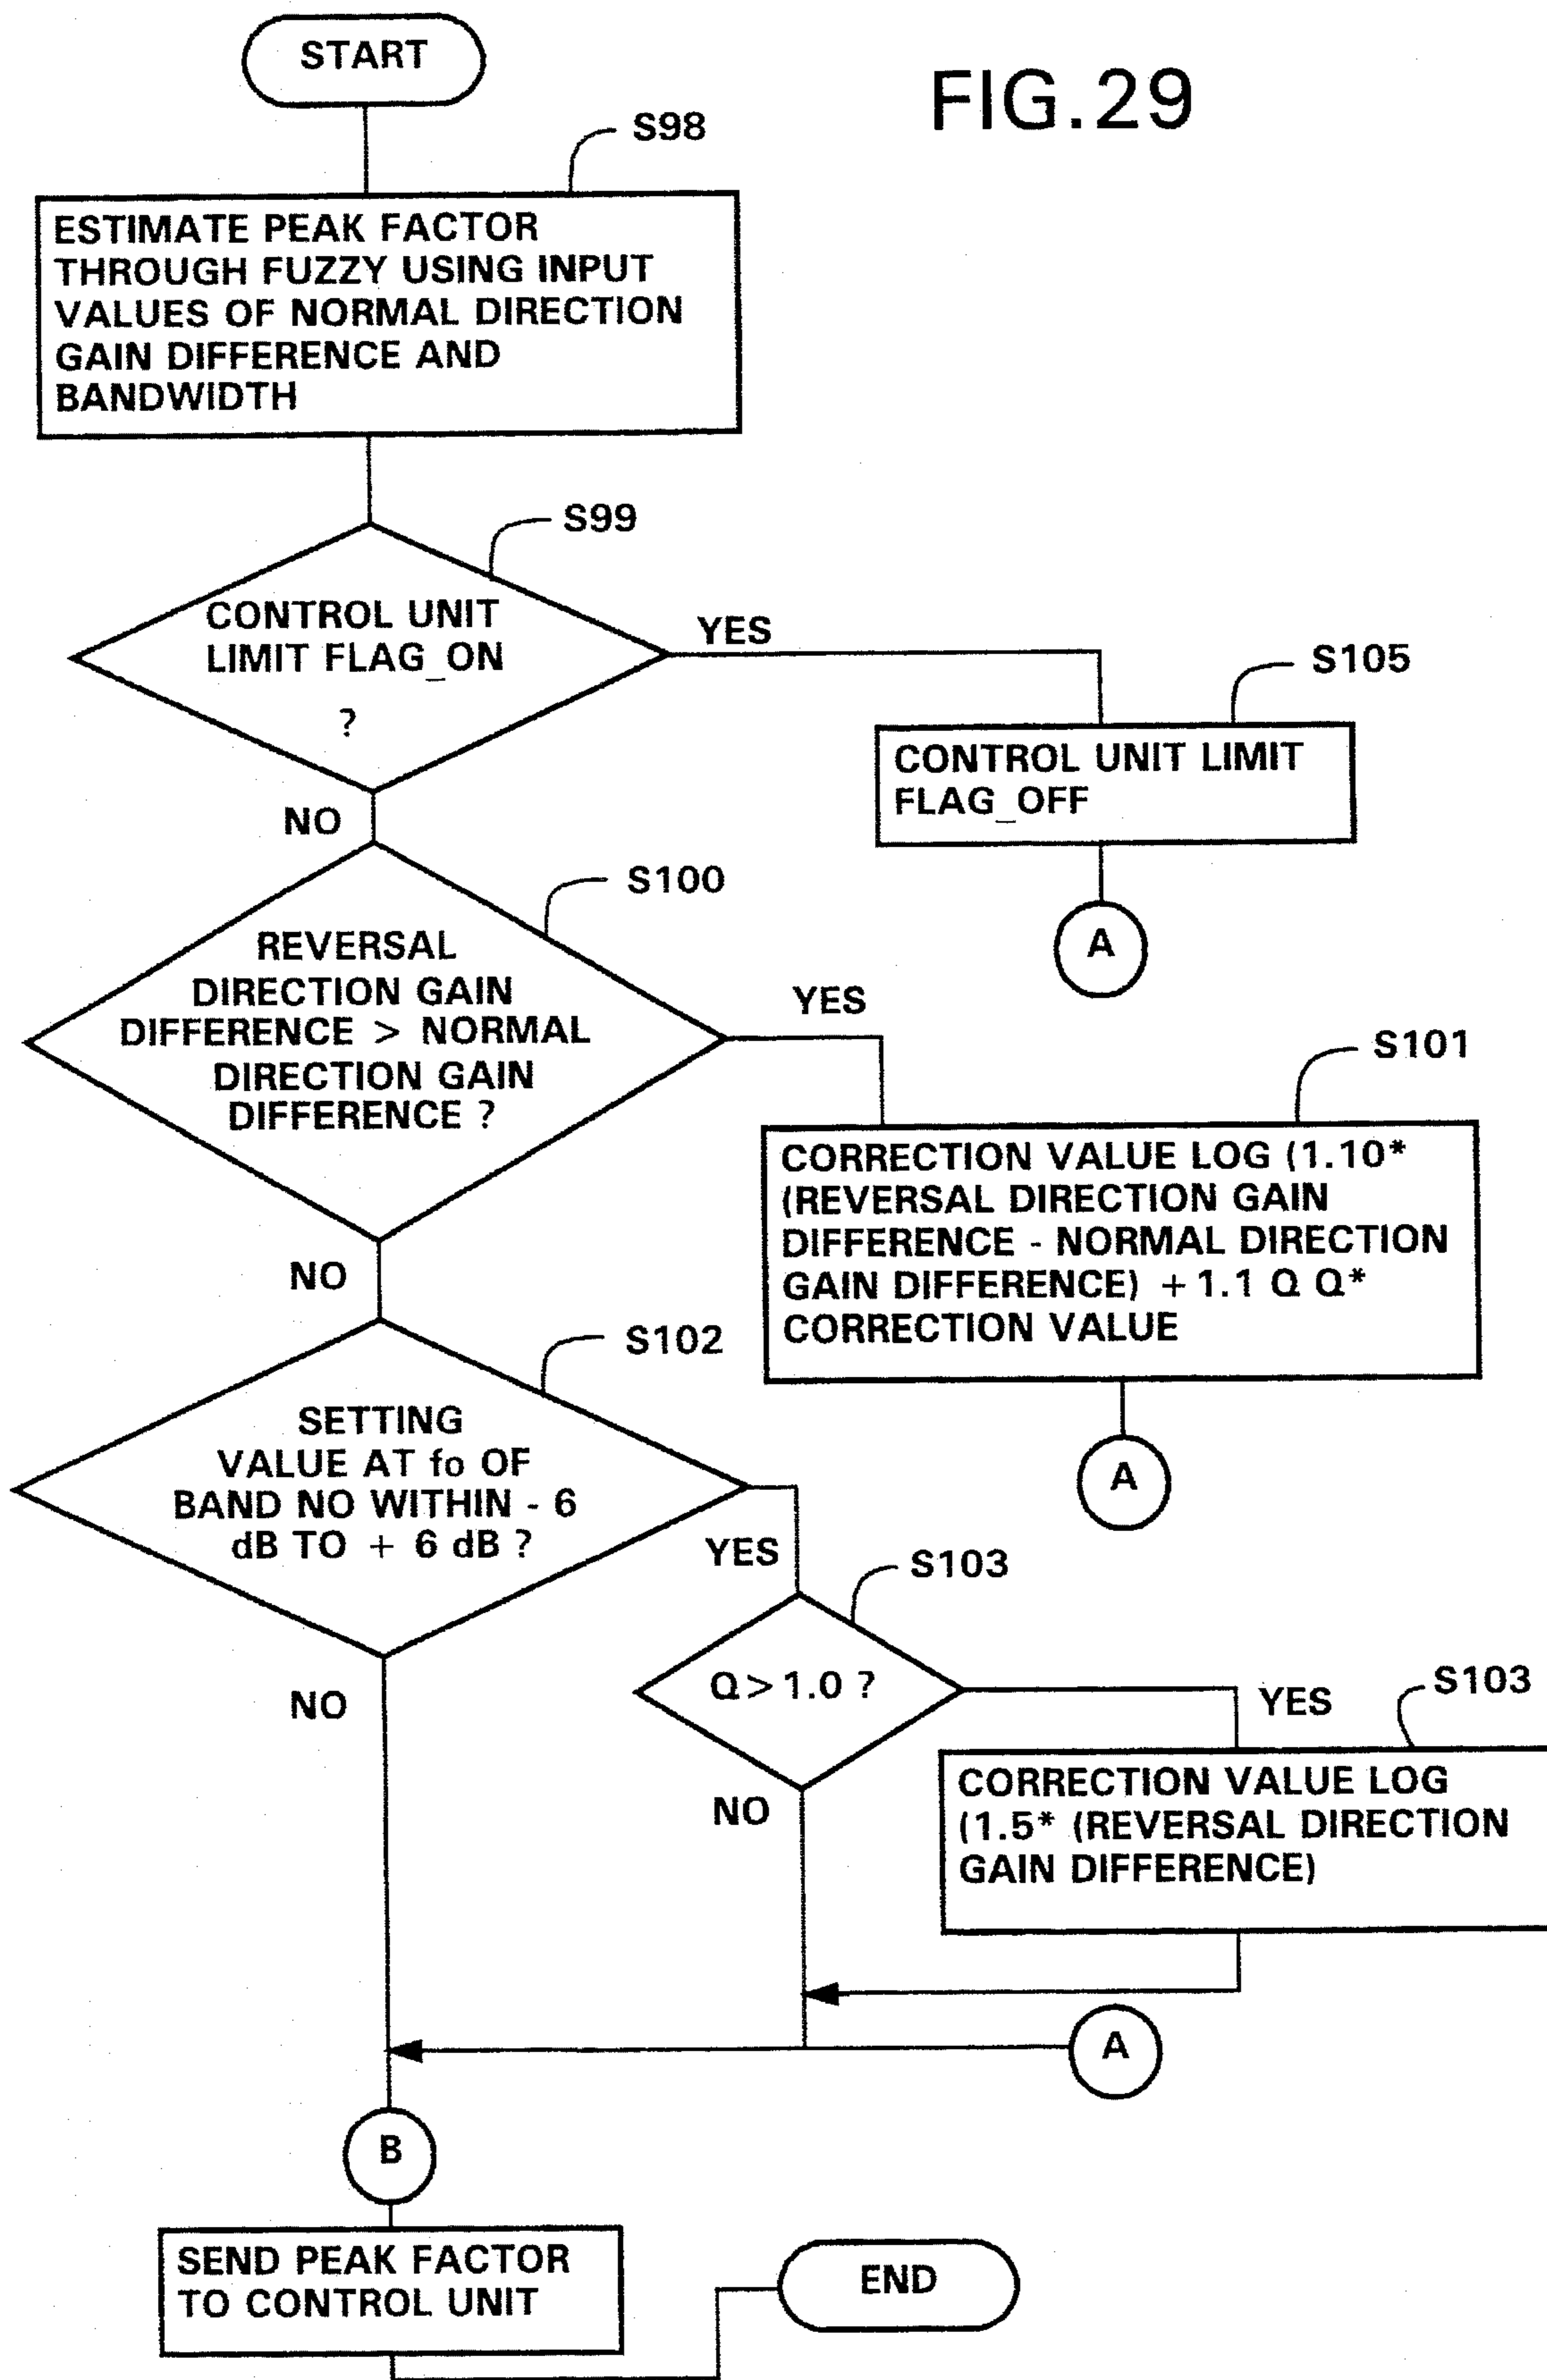 START
FIG.29
S98
ESTIMATE PEAK FACTOR
THROUGH FUZZY USING INPUT
VALUES OF NORMAL DIRECTION
GAIN DIFFERENCE AND
BANDWIDTH
S99
CONTROL UNIT
LIMIT FLAG_ON
?
YES
S105
CONTROL UNIT LIMIT
FLAG_OFF
NO
A
S100
REVERSAL
DIRECTION GAIN
DIFFERENCE > NORMAL
DIRECTION GAIN
DIFFERENCE ?
YES
S101
CORRECTION VALUE LOG (1.10*
(REVERSAL DIRECTION GAIN
DIFFERENCE - NORMAL DIRECTION
GAIN DIFFERENCE) + 1.1 Q Q*
CORRECTION VALUE
NO
A
S102
SETTING
VALUE AT fo OF
BAND NO WITHIN - 6
dB TO + 6 dB ?
YES
S103
Q > 1.0 ?
NO
YES
S103
CORRECTION VALUE LOG
(1.5* (REVERSAL DIRECTION
GAIN DIFFERENCE)
NO
A
B
SEND PEAK FACTOR
TO CONTROL UNIT
END